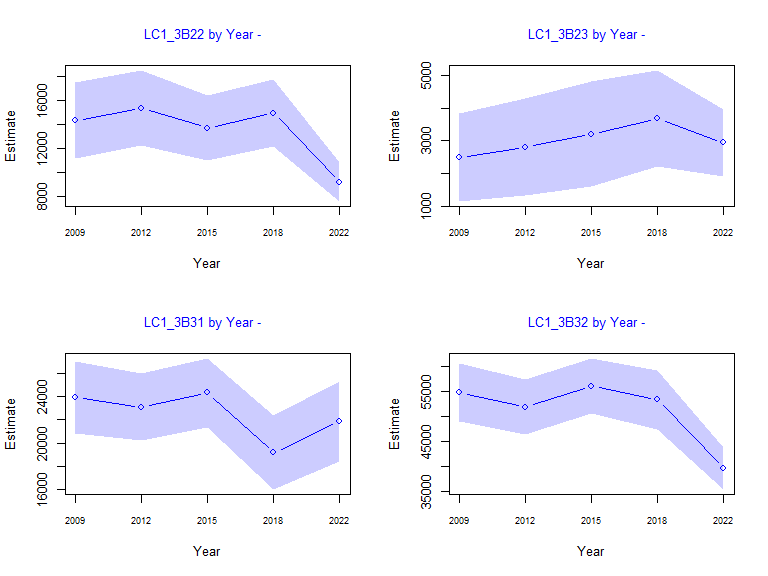 LC1_3B22 by Year -
Estimate
16000
12000
8000
2009 2012 2015 2018 2022
Year
LC1_3B23 by Year -
Estimate
5000
3000
1000
2009 2012 2015 2018 2022
Year
LC1_3B31 by Year -
Estimate
24000
20000
16000
2009 2012 2015 2018 2022
Year
LC1_3B32 by Year -
Estimate
55000
45000
35000
2009 2012 2015 2018 2022
Year